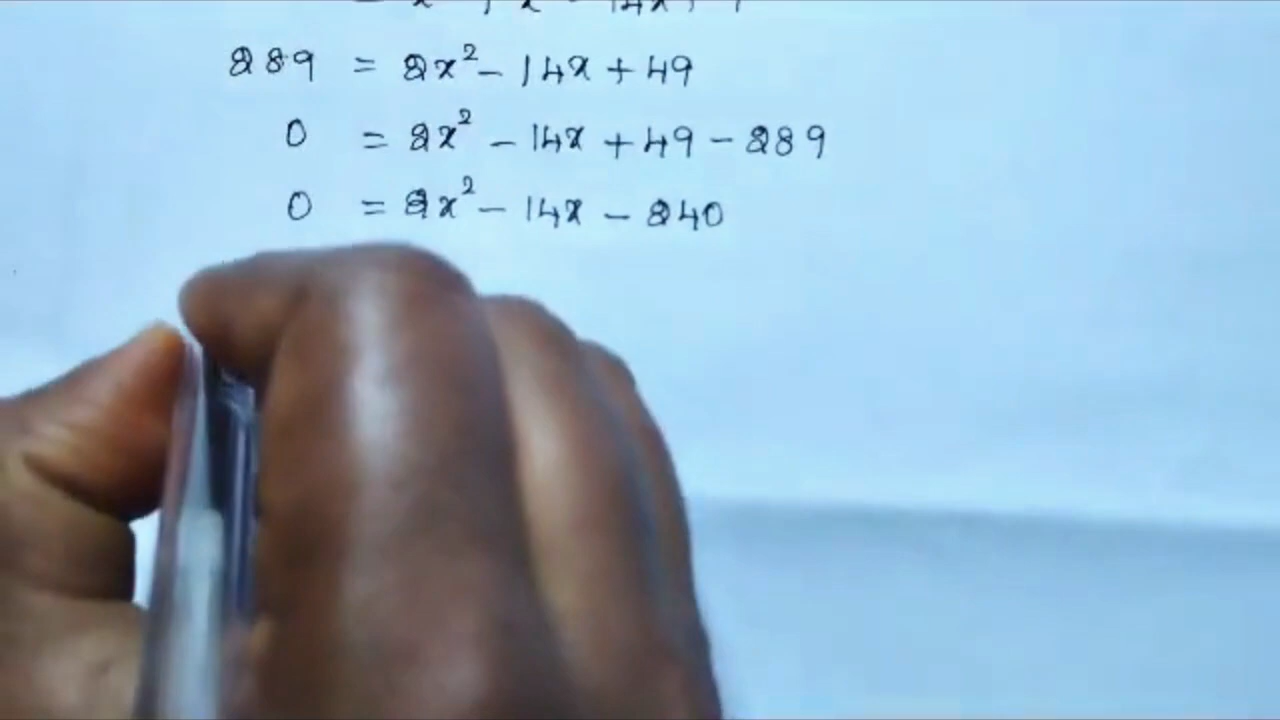 289 = 2x² - 14x + 49
0 = 2x² - 14x + 49 - 289
0 = 2x² - 14x - 240